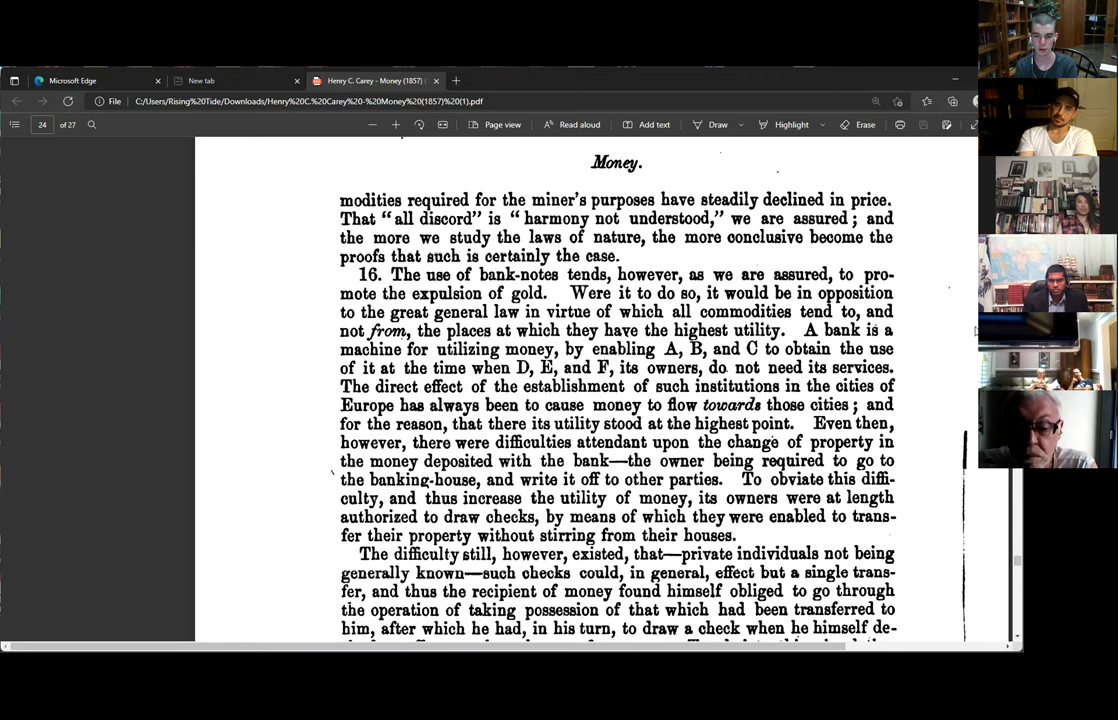 Microsoft Edge
New tab
Henry C. Carey - Money (1857) (
File
C:/Users/Rising%20Tide/Downloads/Henry%20C.%20Carey%20-%20Money%20(1857)%20(1).pdf
24 of 27
Page view
Read aloud
Add text
Draw
Highlight
Erase
Money.
modities required for the miner's purposes have steadily declined in price.
That “all discord” is “harmony not understood,” we are assured; and
the more we study the laws of nature, the more conclusive become the
proofs that such is certainly the case.
16. The use of bank-notes tends, however, as we are assured, to pro-
mote the expulsion of gold. Were it to do so, it would be in opposition
to the great general law in virtue of which all commodities tend to, and
not from, the places at which they have the highest utility. A bank is a
machine for utilizing money, by enabling A, B, and C to obtain the use
of it at the time when D, E, and F, its owners, do not need its services.
The direct effect of the establishment of such institutions in the cities of
Europe has always been to cause money to flow towards those cities; and
for the reason, that there its utility stood at the highest point. Even then,
however, there were difficulties attendant upon the change of property in
the money deposited with the bank—the owner being required to go to
the banking-house, and write it off to other parties. To obviate this diffi-
culty, and thus increase the utility of money, its owners were at length
authorized to draw checks, by means of which they were enabled to trans-
fer their property without stirring from their houses.
The difficulty still, however, existed, that—private individuals not being
generally known—such checks could, in general, effect but a single trans-
fer, and thus the recipient of money found himself obliged to go through
the operation of taking possession of that which had been transferred to
him, after which he had, in his turn, to draw a check when he himself de-